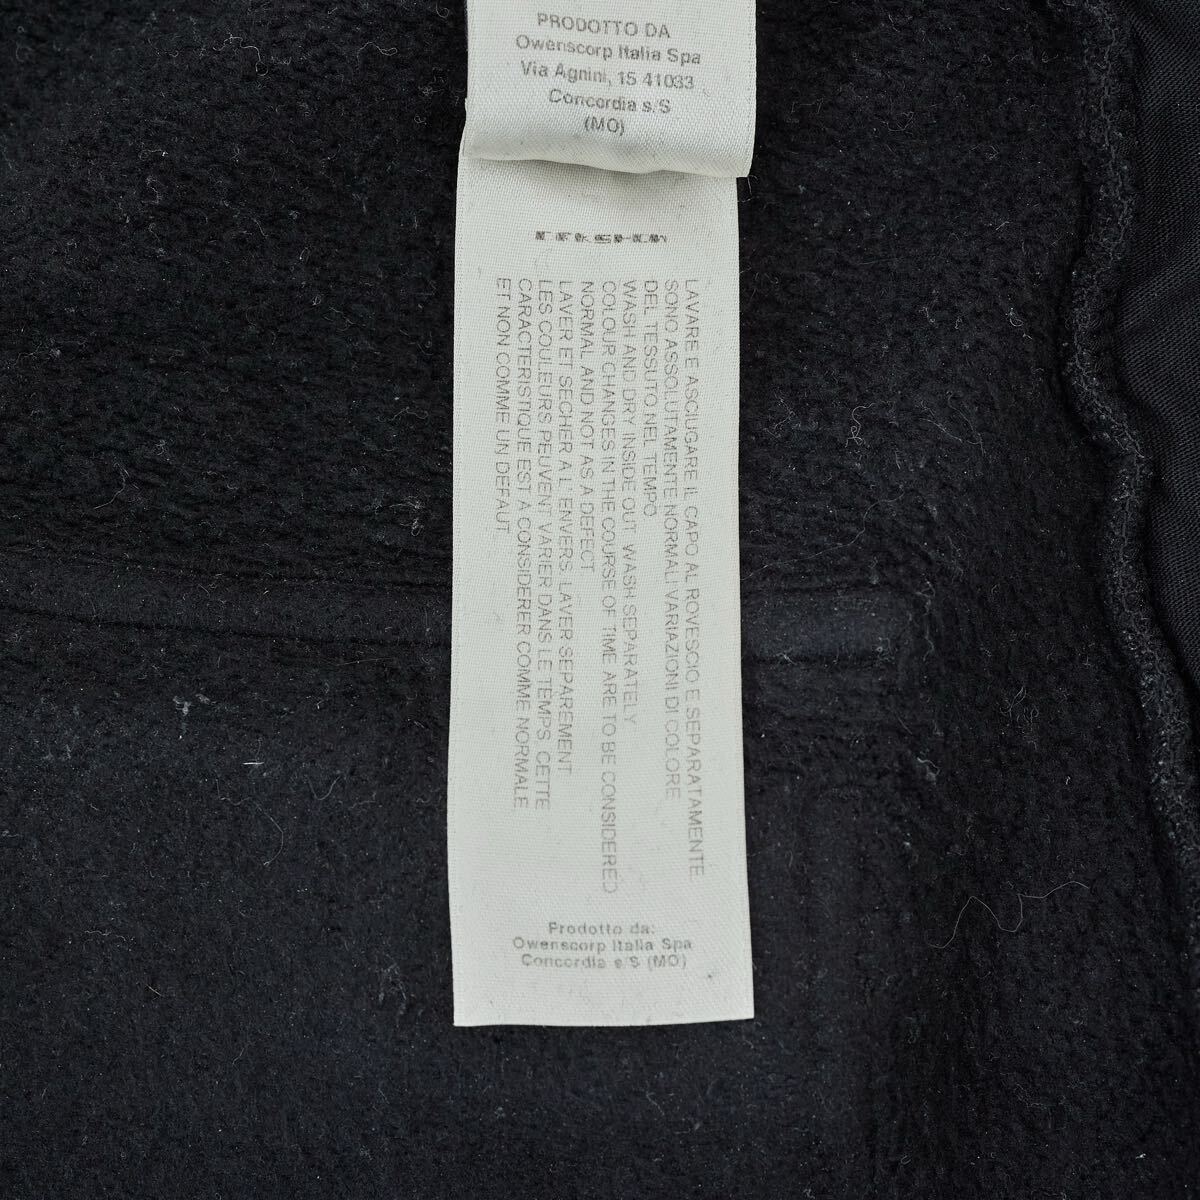 PRODOTTO DA
Owenscorp Italia Spa
Via Agnini, 15 41033
Concordia s.S
(MO)
LAVARE E ASCIUGARE IL CAPO AL ROVESCIO E SEPARATAMENTE.
SONO ASSOLUTAMENTE NORMALI VARIAZIONI DI COLORE
DEL TESSUTO NEL TEMPO.
WASH AND DRY INSIDE OUT. WASH SEPARATELY
COLOUR CHANGES IN THE COURSE OF TIME ARE TO BE CONSIDERED
NORMAL AND NOT AS A DEFECT.
LAVER ET SECHER A L' ENVERS. LAVER SEPAREMENT
LES COULEURS PEUVENT VARIER DANS LE TEMPS. CETTE
CARACTERISTIQUE EST A CONSIDERER COMME NORMALE
ET NON COMME UN DEFAUT.
Prodotto da:
Owenscorp Italia Spa
Concordia s/S (MO)